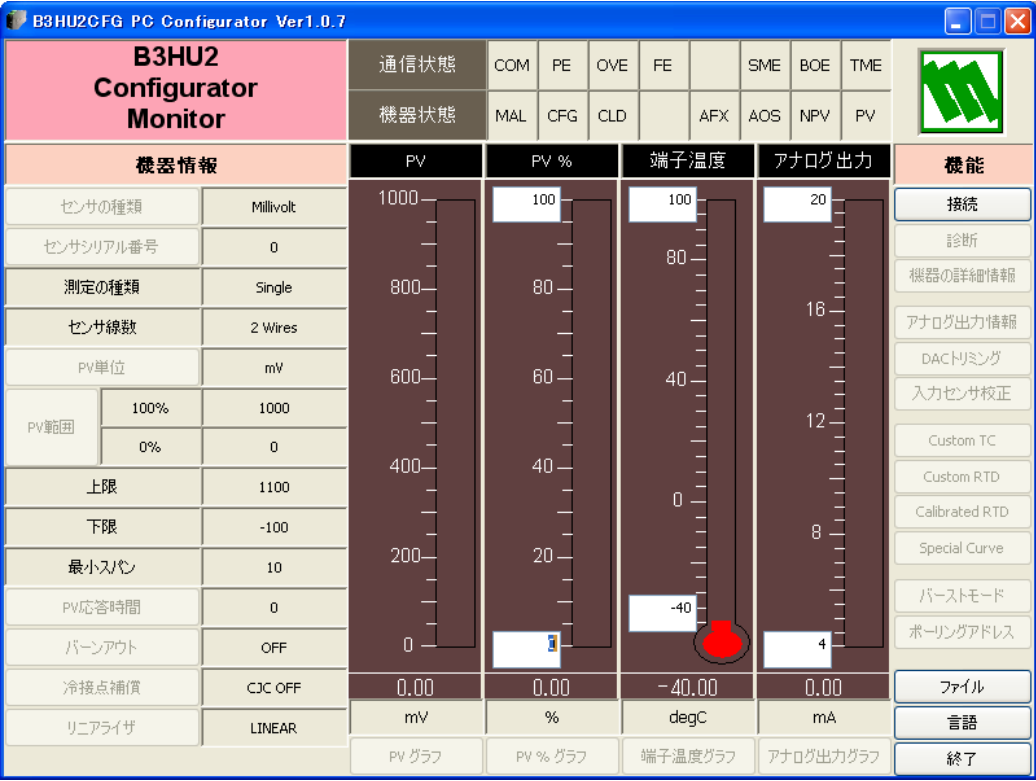 B3HU2CFG PC Configurator Ver1.0.7
B3HU2
Configurator
Monitor
通信状態 COM PE OVE FE SME BOE TME
機器状態 MAL CFG CLD AFX AOS NPV PV
機器情報
センサの種類 Millivolt
センサシリアル番号 0
測定の種類 Single
センサ線数 2 Wires
PV単位 mV
PV範囲 100% 1000
0% 0
上限 1100
下限 -100
最小スパン 10
PV応答時間 0
バーンアウト OFF
冷接点補償 CJC OFF
リニアライザ LINEAR
PV
1000
800
600
400
200
0
0.00
mV
PV グラフ
PV %
100
80
60
40
20
0.00
%
PV % グラフ
端子温度
100
80
40
0
-40
-40.00
degC
端子温度グラフ
アナログ出力
20
16
12
8
4
0.00
mA
アナログ出力グラフ
機能
接続
診断
機器の詳細情報
アナログ出力情報
DACトリミング
入力センサ校正
Custom TC
Custom RTD
Calibrated RTD
Special Curve
バーストモード
ポーリングアドレス
ファイル
言語
終了